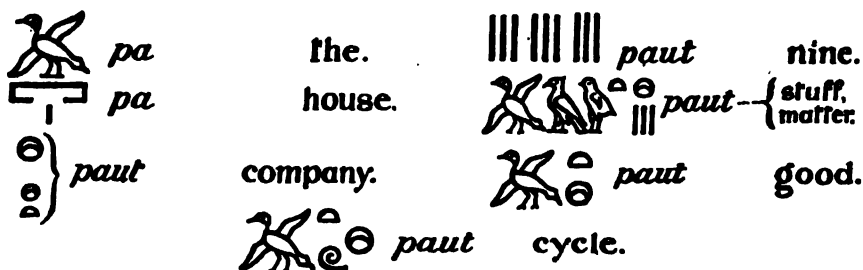 pa the.
pa house.
paut company.
paut nine.
paut { stuff, matter.
paut good.
paut cycle.